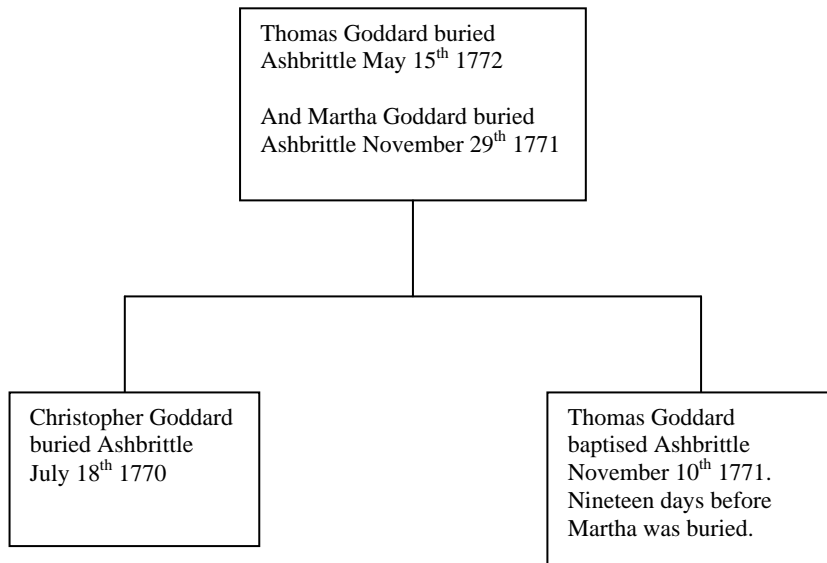 Thomas Goddard buried
Ashbrittle May 15th 1772
And Martha Goddard buried
Ashbrittle November 29th 1771
Christopher Goddard
buried Ashbrittle
July 18th 1770
Thomas Goddard
baptised Ashbrittle
November 10th 1771.
Nineteen days before
Martha was buried.